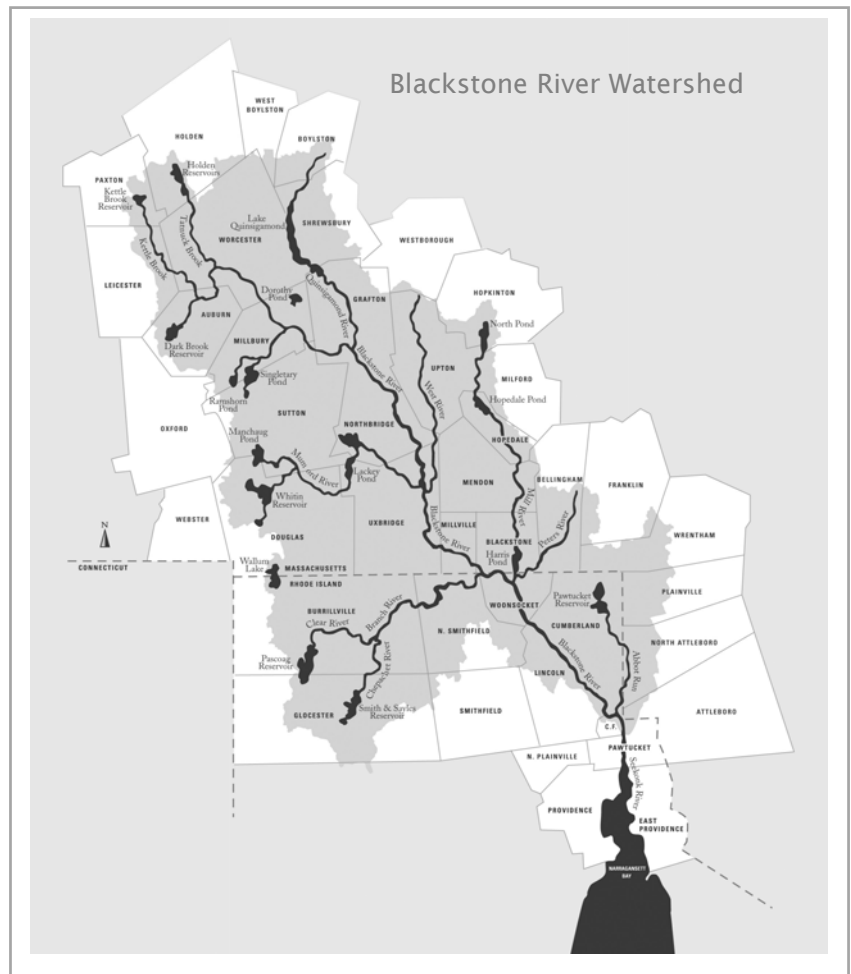 Blackstone River Watershed
WEST
BOYLSTON
HOLDEN
BOYLSTON
PAXTON
Holden
Reservoirs
Kettle
Brook
Reservoir
Lake
Quinsigamond
SHREWSBURY
Tatnuck Brook
WORCESTER
WESTBOROUGH
Kettle Brook
LEICESTER
Dorothy
Pond
Quinsigamond River
GRAFTON
HOPKINTON
AUBURN
North Pond
MILLBURY
Dark Brook
Reservoir
Blackstone River
UPTON
MILFORD
Singletary
Pond
West River
Ramshorn
Pond
Hopedale Pond
SUTTON
OXFORD
NORTHBRIDGE
Manchaug
Pond
HOPEDALE
Mumford River
Lackey
Pond
MENDON
BELLINGHAM
FRANKLIN
Whitin
Reservoir
Mill River
WEBSTER
UXBRIDGE
Blackstone River
MILLVILLE
Peters River
N
DOUGLAS
BLACKSTONE
WRENTHAM
Harris
Pond
CONNECTICUT
Wallum
Lake
MASSACHUSETTS
RHODE ISLAND
PLAINVILLE
Pawtucket
Reservoir
BURRILLVILLE
Branch River
WOONSOCKET
Clear River
N. SMITHFIELD
CUMBERLAND
NORTH ATTLEBORO
Pascoag
Reservoir
Chepachet River
Blackstone River
Abbot Run
LINCOLN
Smith & Sayles
Reservoir
GLOCESTER
SMITHFIELD
ATTLEBORO
C.F.
PAWTUCKET
N. PLAINVILLE
Seekonk River
PROVIDENCE
EAST
PROVIDENCE
NARRAGANSETT
BAY